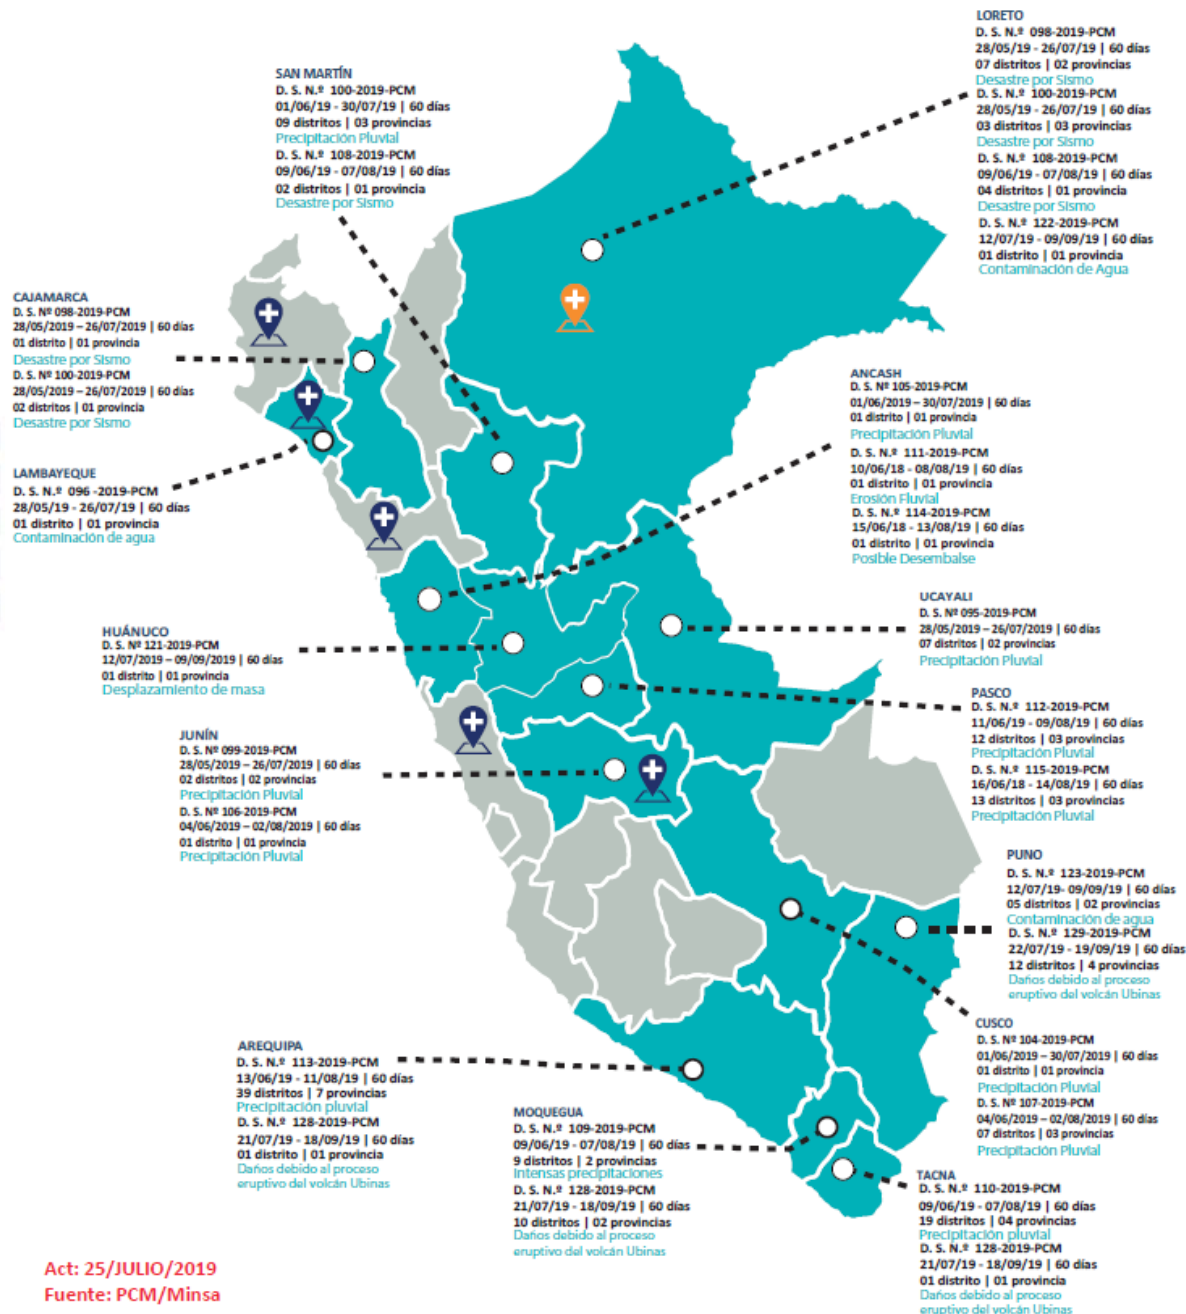 LORETO
D. S. N.º 098-2019-PCM
28/05/19 - 26/07/19 | 60 días
07 distritos | 02 provincias
Desastre por Sismo
D. S. N.º 100-2019-PCM
28/05/19 - 26/07/19 | 60 días
03 distritos | 03 provincias
Desastre por Sismo
D. S. N.º 108-2019-PCM
09/06/19 - 07/08/19 | 60 días
04 distritos | 01 provincia
Desastre por Sismo
D. S. N.º 122-2019-PCM
12/07/19 - 09/09/19 | 60 días
01 distrito | 01 provincia
Contaminación de Agua
SAN MARTÍN
D. S. N.º 100-2019-PCM
01/06/19 - 30/07/19 | 60 días
09 distritos | 03 provincias
Precipitación Pluvial
D. S. N.º 108-2019-PCM
09/06/19 - 07/08/19 | 60 días
02 distritos | 01 provincia
Desastre por Sismo
CAJAMARCA
D. S. Nº 098-2019-PCM
28/05/2019 – 26/07/2019 | 60 días
01 distrito | 01 provincia
Desastre por Sismo
D. S. Nº 100-2019-PCM
28/05/2019 – 26/07/2019 | 60 días
02 distritos | 01 provincia
Desastre por Sismo
LAMBAYEQUE
D. S. N.º 096 -2019-PCM
28/05/19 - 26/07/19 | 60 días
01 distrito | 01 provincia
Contaminación de agua
ANCASH
D. S. Nº 105-2019-PCM
01/06/2019 – 30/07/2019 | 60 días
01 distrito | 01 provincia
Precipitación Pluvial
D. S. N.º 111-2019-PCM
10/06/18 - 08/08/19 | 60 días
01 distrito | 01 provincia
Erosión Fluvial
D. S. N.º 114-2019-PCM
15/06/18 - 13/08/19 | 60 días
01 distrito | 01 provincia
Posible Desembalse
UCAYALI
D. S. Nº 095-2019-PCM
28/05/2019 – 26/07/2019 | 60 días
07 distritos | 02 provincias
Precipitación Pluvial
HUÁNUCO
D. S. Nº 121-2019-PCM
12/07/2019 – 09/09/2019 | 60 días
01 distrito | 01 provincia
Desplazamiento de masa
PASCO
D. S. N.º 112-2019-PCM
11/06/19 - 09/08/19 | 60 días
12 distritos | 03 provincias
Precipitación Pluvial
D. S. N.º 115-2019-PCM
16/06/18 - 14/08/19 | 60 días
13 distritos | 03 provincias
Precipitación Pluvial
JUNÍN
D. S. Nº 099-2019-PCM
28/05/2019 – 26/07/2019 | 60 días
02 distritos | 02 provincias
Precipitación Pluvial
D. S. Nº 106-2019-PCM
04/06/2019 – 02/08/2019 | 60 días
01 distrito | 01 provincia
Precipitación Pluvial
PUNO
D. S. N.º 123-2019-PCM
12/07/19- 09/09/19 | 60 días
05 distritos | 02 provincias
Contaminación de agua
D. S. N.º 129-2019-PCM
22/07/19 - 19/09/19 | 60 días
12 distritos | 4 provincias
Daños debido al proceso
eruptivo del volcán Ubinas
CUSCO
D. S. Nº 104-2019-PCM
01/06/2019 – 30/07/2019 | 60 días
01 distrito | 01 provincia
Precipitación Pluvial
D. S. Nº 107-2019-PCM
04/06/2019 – 02/08/2019 | 60 días
07 distritos | 03 provincias
Precipitación Pluvial
AREQUIPA
D. S. N.º 113-2019-PCM
13/06/19 - 11/08/19 | 60 días
39 distritos | 7 provincias
Precipitación pluvial
D. S. N.º 128-2019-PCM
21/07/19 - 18/09/19 | 60 días
01 distrito | 01 provincia
Daños debido al proceso
eruptivo del volcán Ubinas
MOQUEGUA
D. S. N.º 109-2019-PCM
09/06/19 - 07/08/19 | 60 días
9 distritos | 2 provincias
Intensas precipitaciones
D. S. N.º 128-2019-PCM
21/07/19 - 18/09/19 | 60 días
10 distritos | 02 provincias
Daños debido al proceso
eruptivo del volcán Ubinas
TACNA
D. S. N.º 110-2019-PCM
09/06/19 - 07/08/19 | 60 días
19 distritos | 04 provincias
Precipitación pluvial
D. S. N.º 128-2019-PCM
21/07/19 - 18/09/19 | 60 días
01 distrito | 01 provincia
Daños debido al proceso
eruptivo del volcán Ubinas
Act: 25/JULIO/2019
Fuente: PCM/Minsa